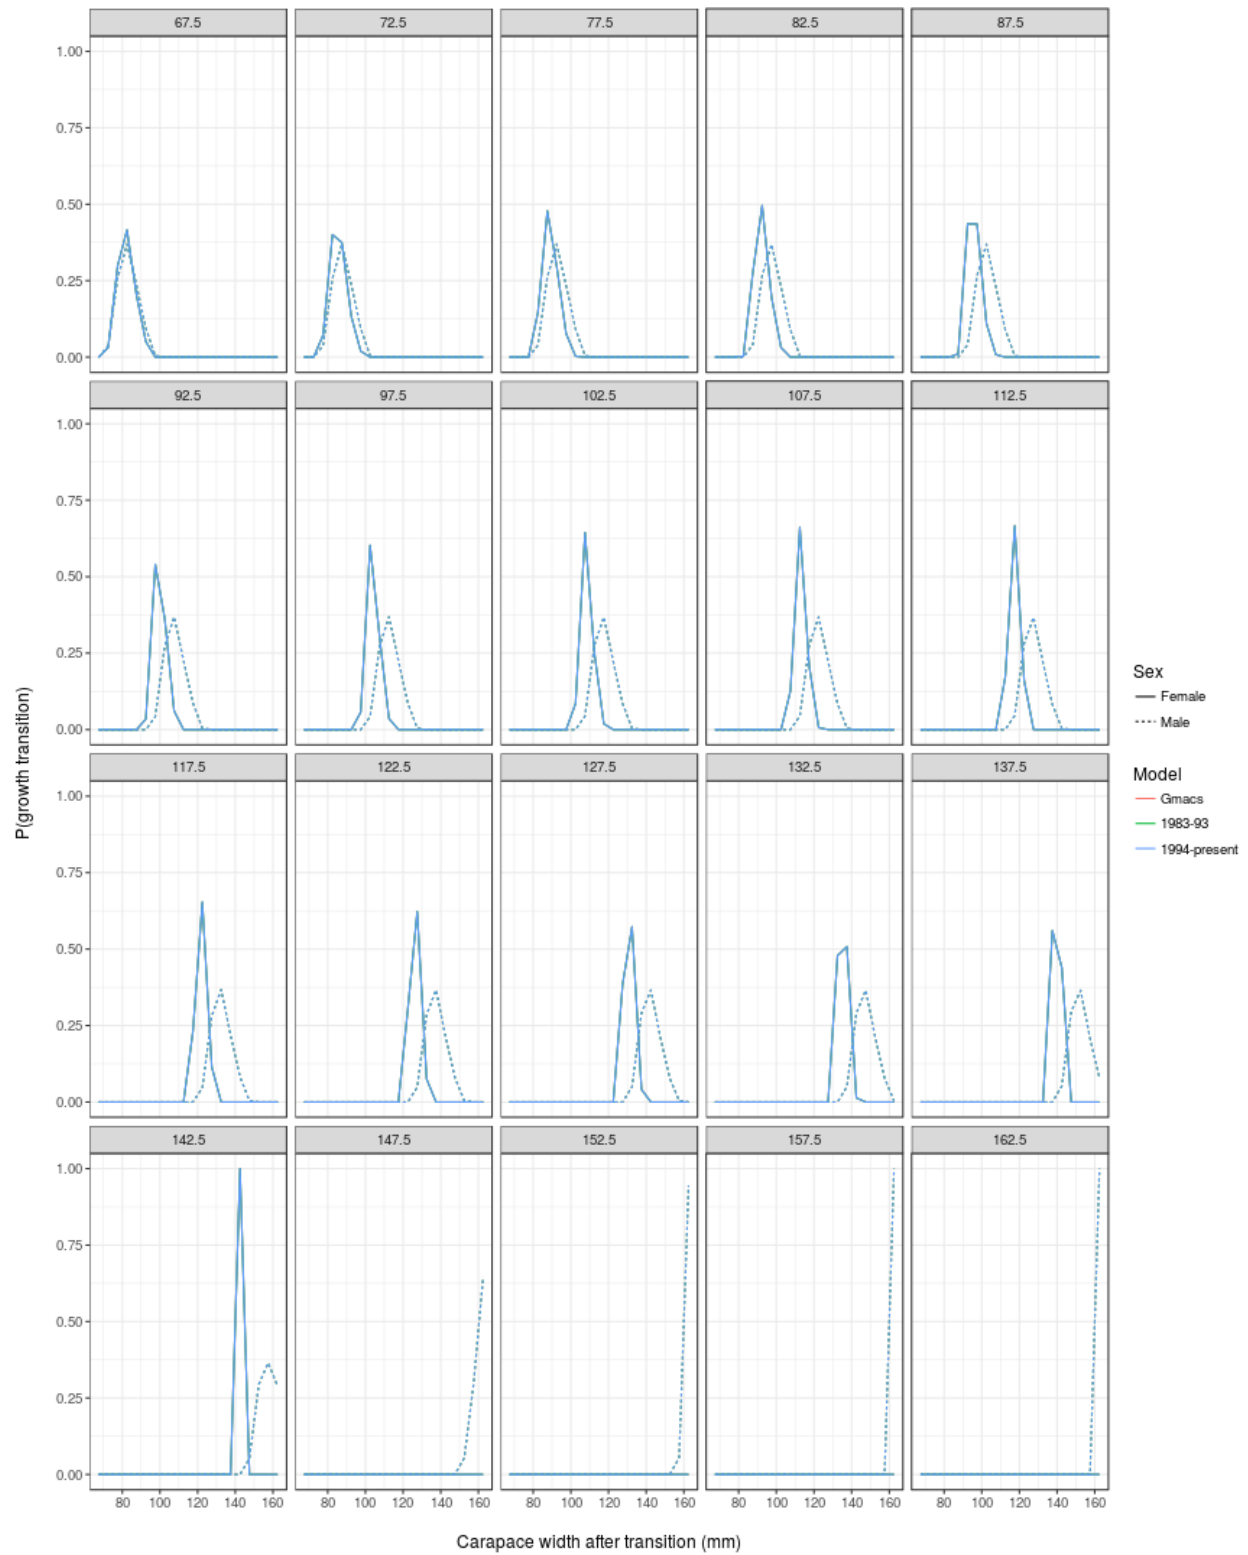 67.5 72.5 77.5 82.5 87.5
1.00
0.75
0.50
0.25
0.00
92.5 97.5 102.5 107.5 112.5
1.00
0.75
0.50
0.25
0.00
117.5 122.5 127.5 132.5 137.5
1.00
0.75
0.50
0.25
0.00
142.5 147.5 152.5 157.5 162.5
1.00
0.75
0.50
0.25
0.00
80 100 120 140 160 80 100 120 140 160 80 100 120 140 160 80 100 120 140 160 80 100 120 140 160
Carapace width after transition (mm)
P(growth transition)
Sex
Female
Male
Model
Gmacs
1983-93
1994-present